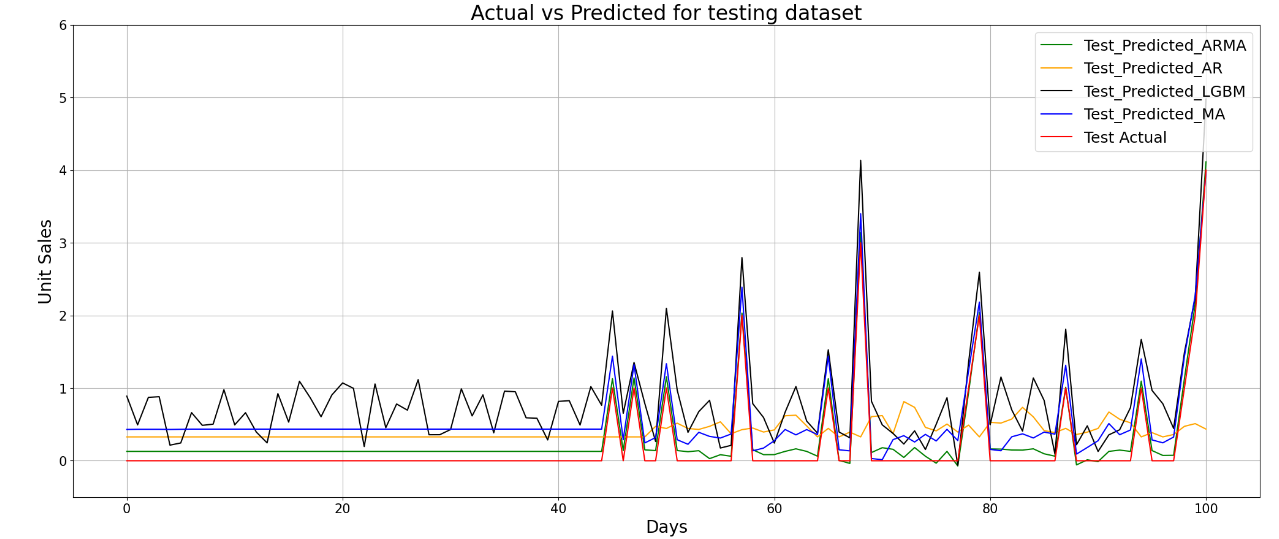 Actual vs Predicted for testing dataset
6
5
4
3
2
1
0
Unit Sales
Test_Predicted_ARMA
Test_Predicted_AR
Test_Predicted_LGBM
Test_Predicted_MA
Test Actual
0 20 40 60 80 100
Days